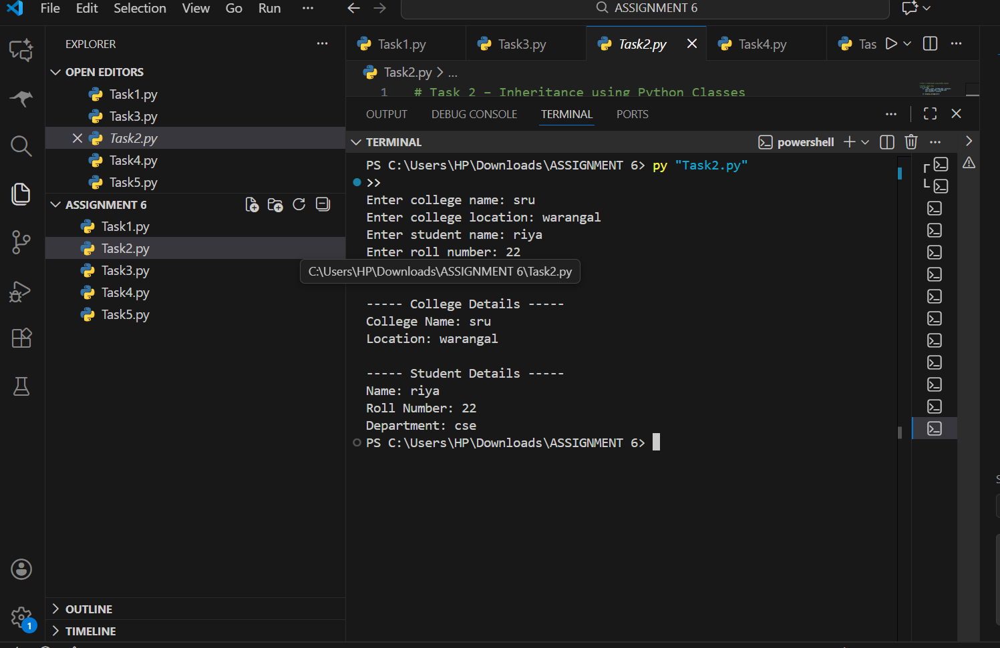 File Edit Selection View Go Run ···
ASSIGNMENT 6
EXPLORER
OPEN EDITORS
Task1.py
Task3.py
Task2.py
Task4.py
Task5.py
ASSIGNMENT 6
Task1.py
Task2.py
Task3.py
Task4.py
Task5.py
OUTLINE
TIMELINE
1
Task1.py
Task3.py
Task2.py
Task4.py
Tas
Task2.py > ...
1 # Task 2 - Inheritance using Python Classes
OUTPUT DEBUG CONSOLE TERMINAL PORTS
TERMINAL
powershell
PS C:\Users\HP\Downloads\ASSIGNMENT 6> py "Task2.py"
>>
Enter college name: sru
Enter college location: warangal
Enter student name: riya
Enter roll number: 22
C:\Users\HP\Downloads\ASSIGNMENT 6\Task2.py
----- College Details -----
College Name: sru
Location: warangal
----- Student Details -----
Name: riya
Roll Number: 22
Department: cse
PS C:\Users\HP\Downloads\ASSIGNMENT 6>